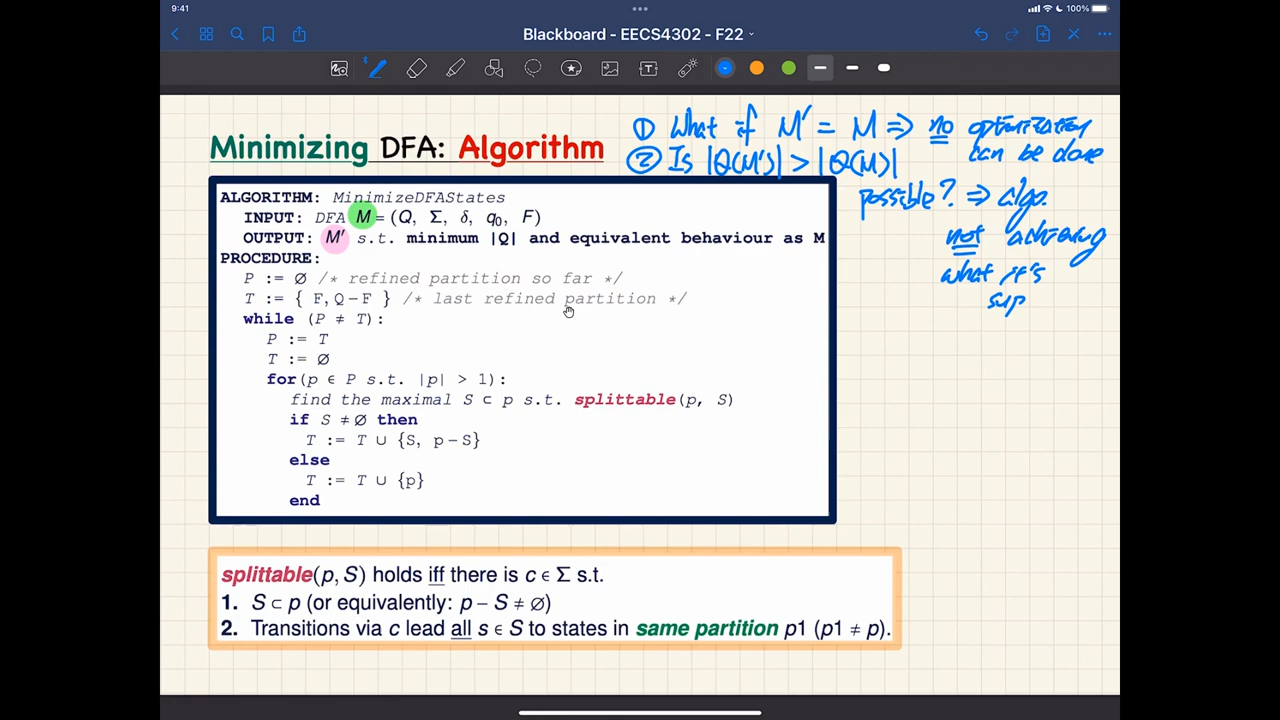 9:41
100%
Blackboard - EECS4302 - F22
Minimizing DFA: Algorithm
① What if M' = M ⇒ no optimization can be done
② Is |Q(M')| > |Q(M)|
possible? ⇒ algo.
not achieving
what it's
sup
ALGORITHM: MinimizeDFAStates
INPUT: DFA M = (Q, Σ, δ, q0, F)
OUTPUT: M' s.t. minimum |Q| and equivalent behaviour as M
PROCEDURE:
P := ∅ /* refined partition so far */
T := { F, Q − F } /* last refined partition */
while (P ≠ T):
P := T
T := ∅
for(p ∈ P s.t. |p| > 1):
find the maximal S ⊂ p s.t. splittable(p, S)
if S ≠ ∅ then
T := T ∪ {S, p − S}
else
T := T ∪ {p}
end
splittable(p, S) holds iff there is c ∈ Σ s.t.
1. S ⊂ p (or equivalently: p − S ≠ ∅)
2. Transitions via c lead all s ∈ S to states in same partition p1 (p1 ≠ p).